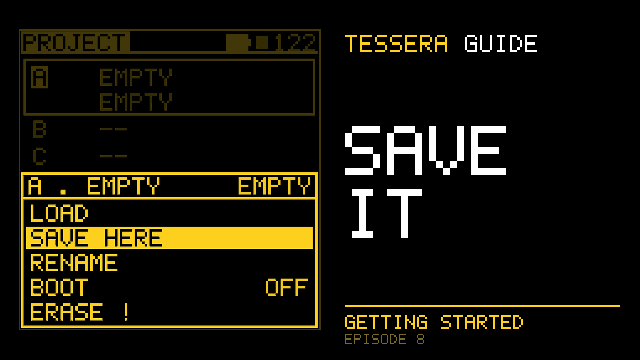 PROJECT 122
A EMPTY
EMPTY
B --
C --
A . EMPTY EMPTY
LOAD
SAVE HERE
RENAME
BOOT OFF
ERASE !
TESSERA GUIDE
SAVE
IT
GETTING STARTED
EPISODE 8